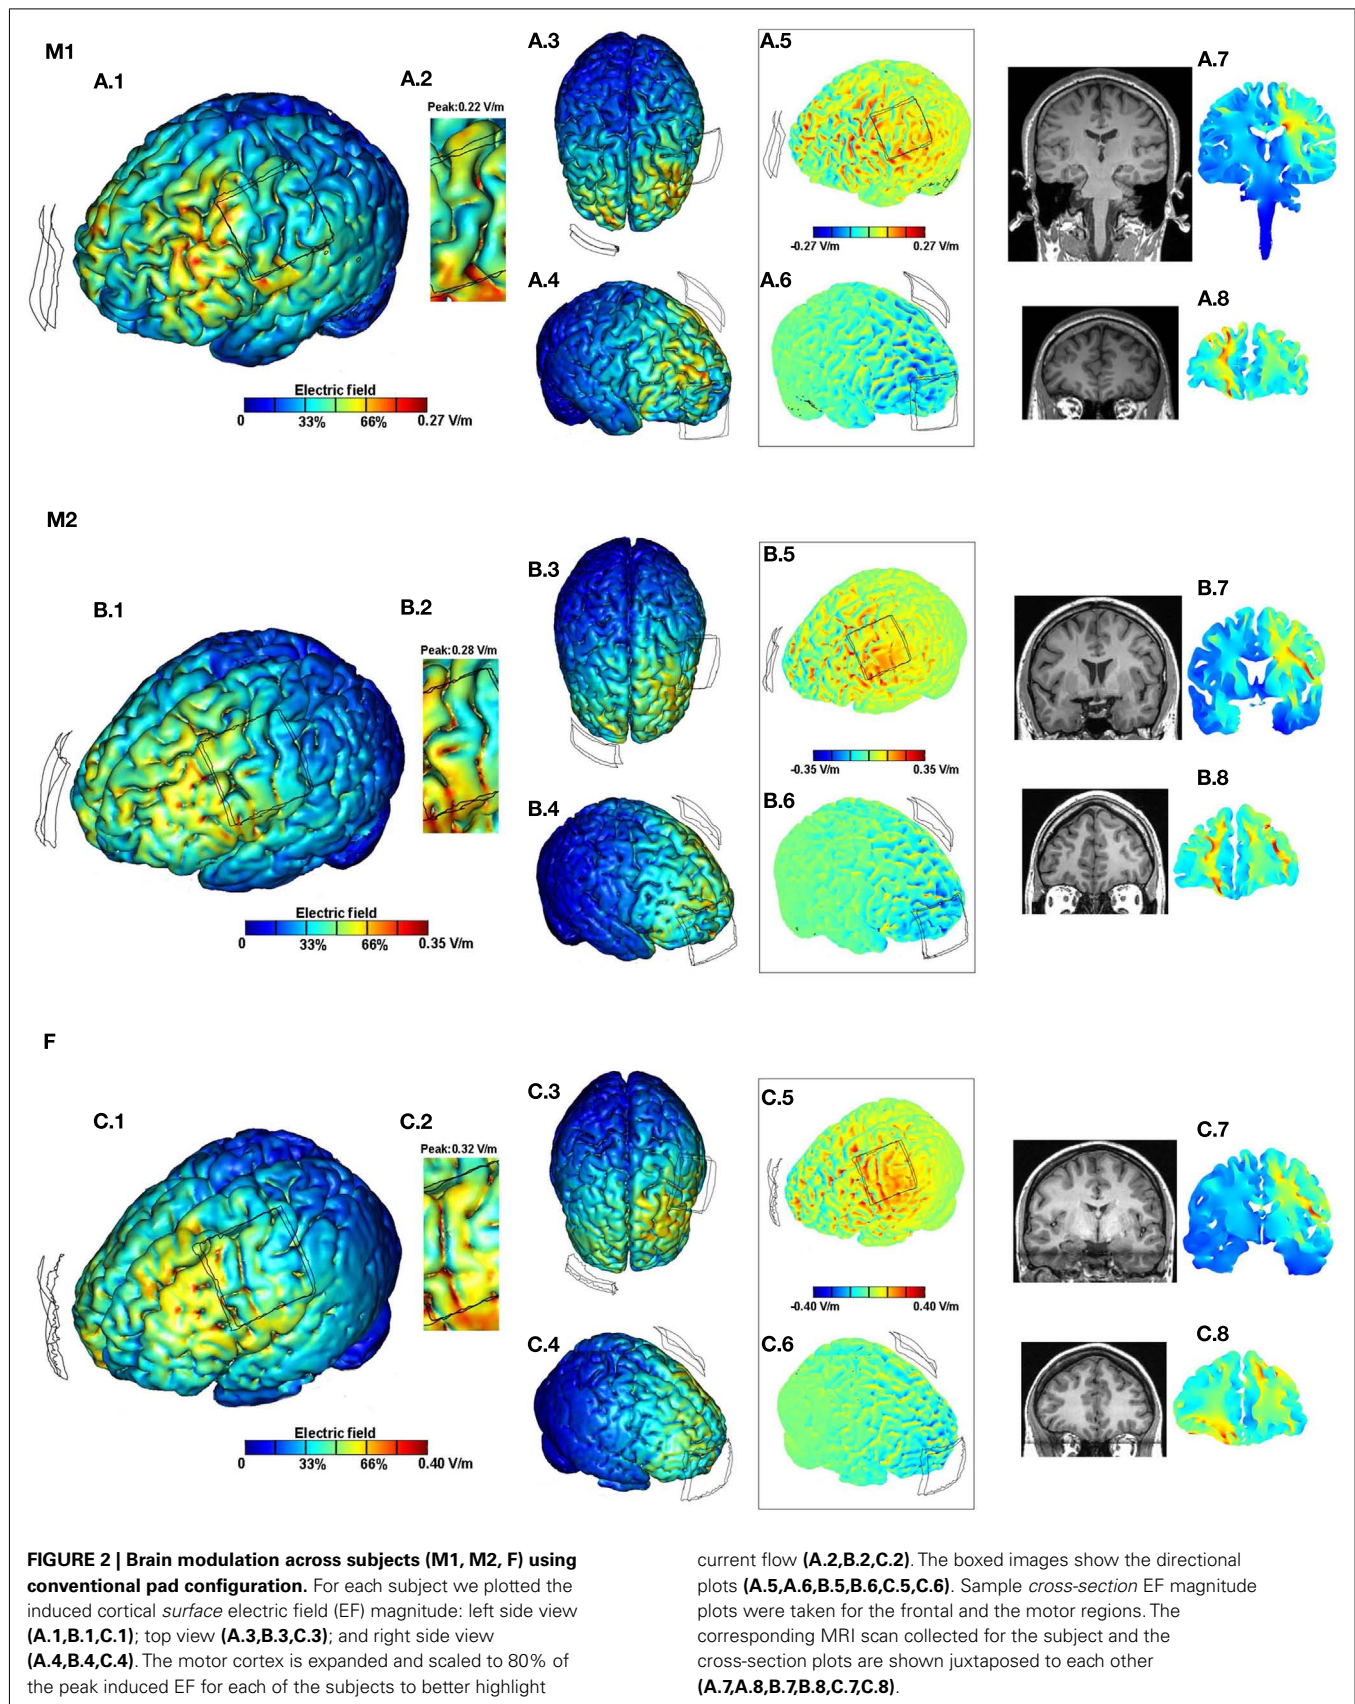 M1
A.1
A.2
Peak:0.22 V/m
A.3
A.4
A.5
-0.27 V/m 0.27 V/m
A.6
A.7
A.8
Electric field
0 33% 66% 0.27 V/m
M2
B.1
B.2
Peak:0.28 V/m
B.3
B.4
B.5
-0.35 V/m 0.35 V/m
B.6
B.7
B.8
Electric field
0 33% 66% 0.35 V/m
F
C.1
C.2
Peak:0.32 V/m
C.3
C.4
C.5
-0.40 V/m 0.40 V/m
C.6
C.7
C.8
Electric field
0 33% 66% 0.40 V/m
FIGURE 2 | Brain modulation across subjects (M1, M2, F) using
conventional pad configuration. For each subject we plotted the
induced cortical surface electric field (EF) magnitude: left side view
(A.1,B.1,C.1); top view (A.3,B.3,C.3); and right side view
(A.4,B.4,C.4). The motor cortex is expanded and scaled to 80% of
the peak induced EF for each of the subjects to better highlight
current flow (A.2,B.2,C.2). The boxed images show the directional
plots (A.5,A.6,B.5,B.6,C.5,C.6). Sample cross-section EF magnitude
plots were taken for the frontal and the motor regions. The
corresponding MRI scan collected for the subject and the
cross-section plots are shown juxtaposed to each other
(A.7,A.8,B.7,B.8,C.7,C.8).